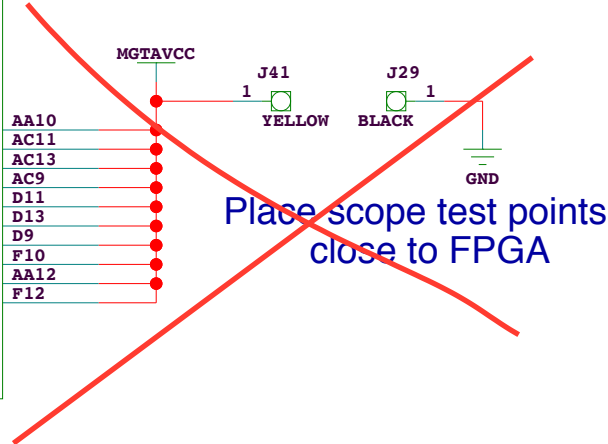 MGTAVCC
J41
J29
1
1
YELLOW
BLACK
AA10
AC11
AC13
AC9
D11
D13
D9
F10
AA12
F12
GND
Place scope test points
close to FPGA